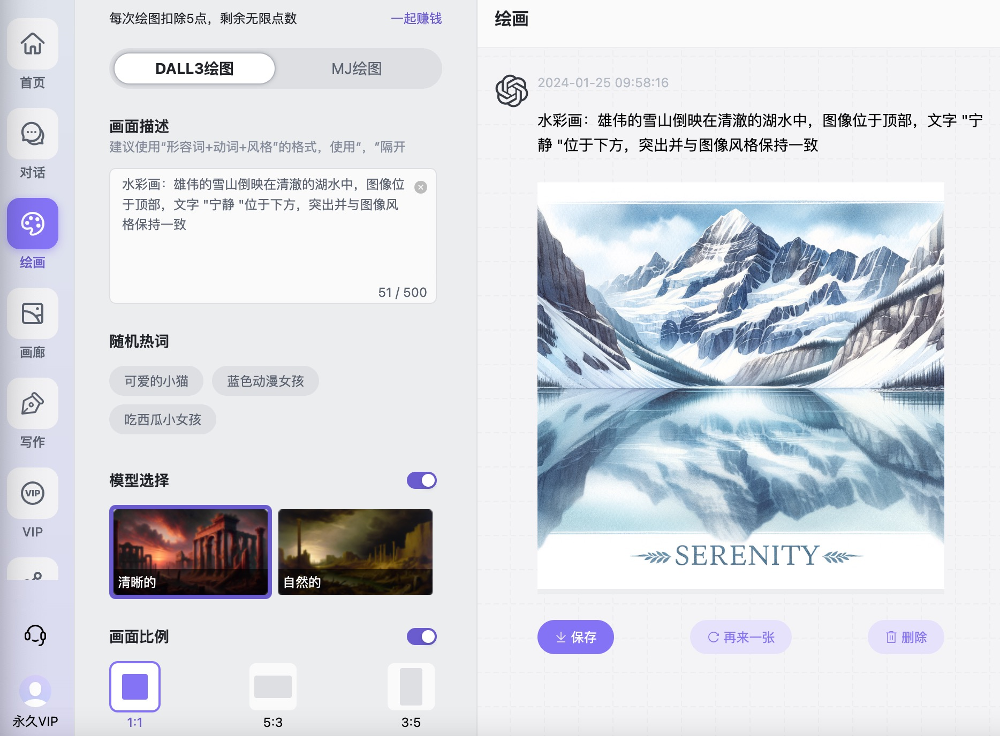 首页
对话
绘画
画廊
写作
VIP
VIP
永久VIP
每次绘图扣除5点，剩余无限点数
一起赚钱
DALL3绘图
MJ绘图
画面描述
建议使用“形容词+动词+风格”的格式，使用“，”隔开
水彩画：雄伟的雪山倒映在清澈的湖水中，图像位
于顶部，文字 "宁静 "位于下方，突出并与图像风
格保持一致
51 / 500
随机热词
可爱的小猫
蓝色动漫女孩
吃西瓜小女孩
模型选择
清晰的
自然的
画面比例
1:1
5:3
3:5
绘画
2024-01-25 09:58:16
水彩画：雄伟的雪山倒映在清澈的湖水中，图像位于顶部，文字 "宁
静 "位于下方，突出并与图像风格保持一致
SERENITY
保存
再来一张
删除